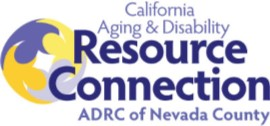 California
Aging & Disability
Resource
Connection
ADRC of Nevada County